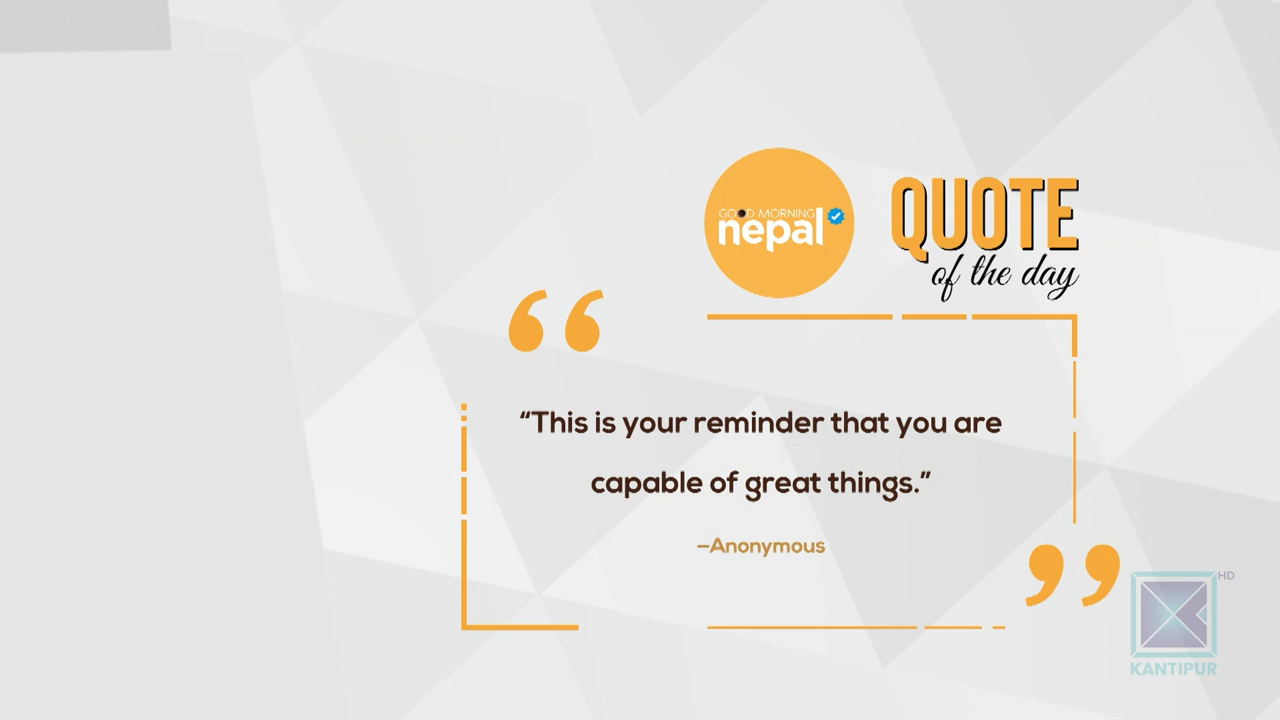 GOOD MORNING
nepal
QUOTE
of the day
“This is your reminder that you are
capable of great things.”
—Anonymous
HD
KANTIPUR